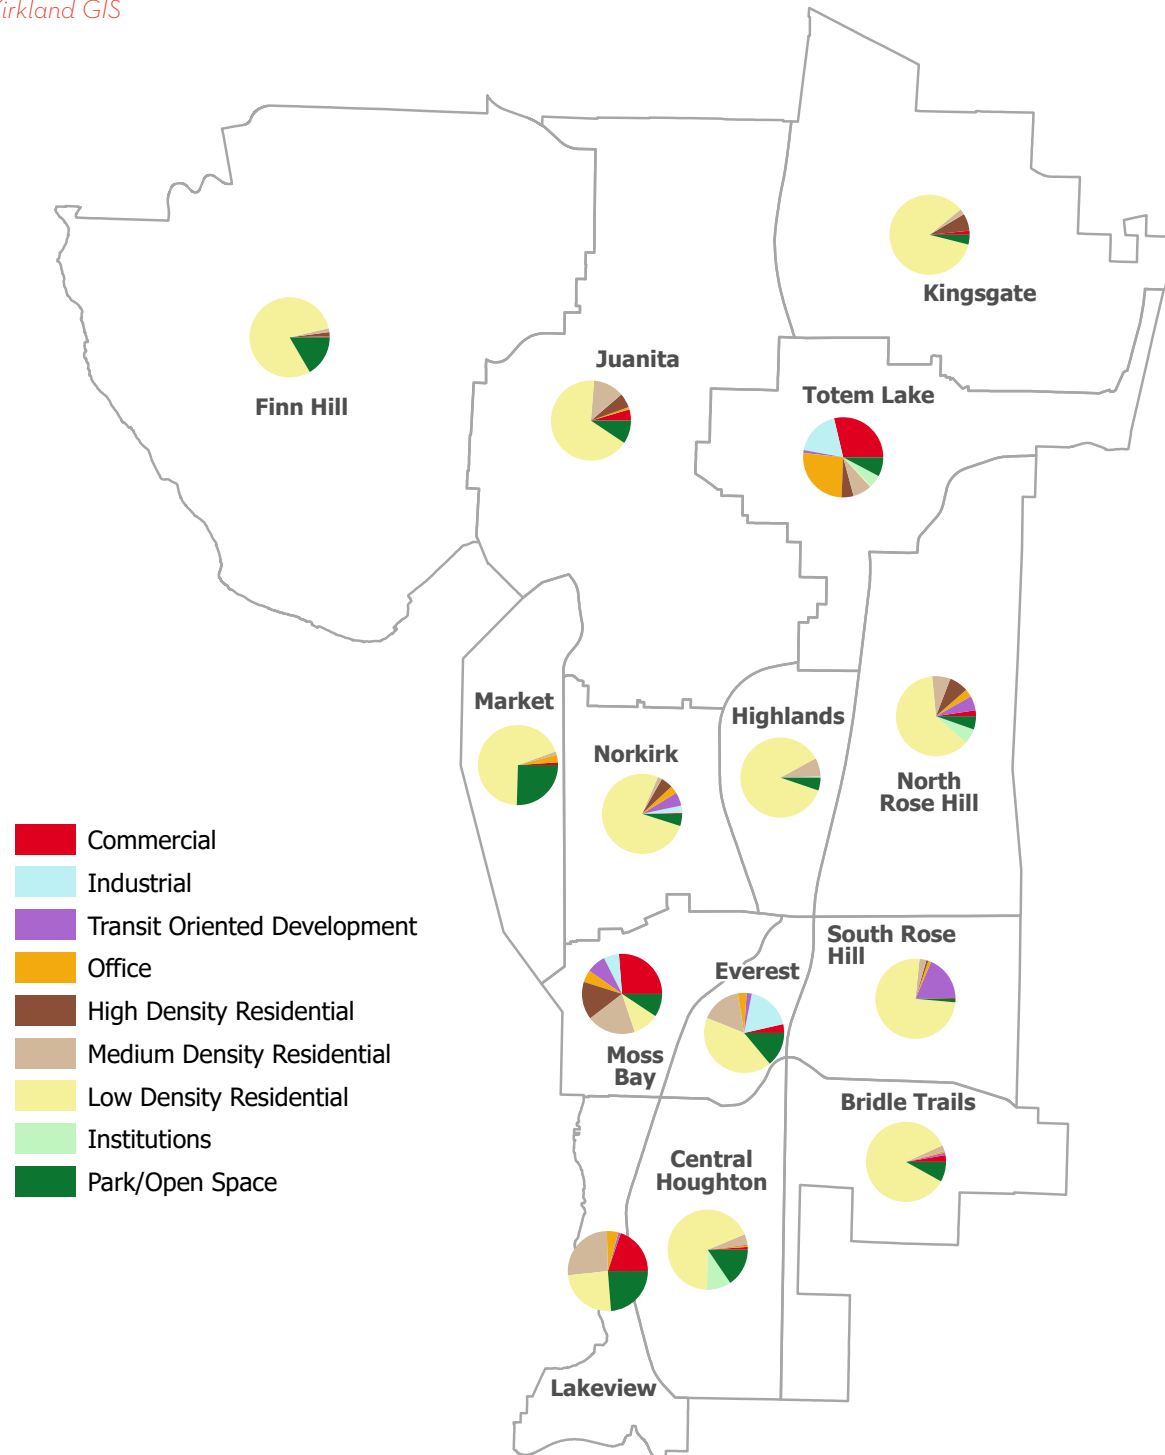 Kirkland GIS
Kingsgate
Juanita
Totem Lake
Finn Hill
Market
Highlands
Norkirk
North
Rose Hill
Commercial
Industrial
Transit Oriented Development
Office
High Density Residential
Medium Density Residential
Low Density Residential
Institutions
Park/Open Space
South Rose
Hill
Everest
Moss
Bay
Bridle Trails
Central
Houghton
Lakeview